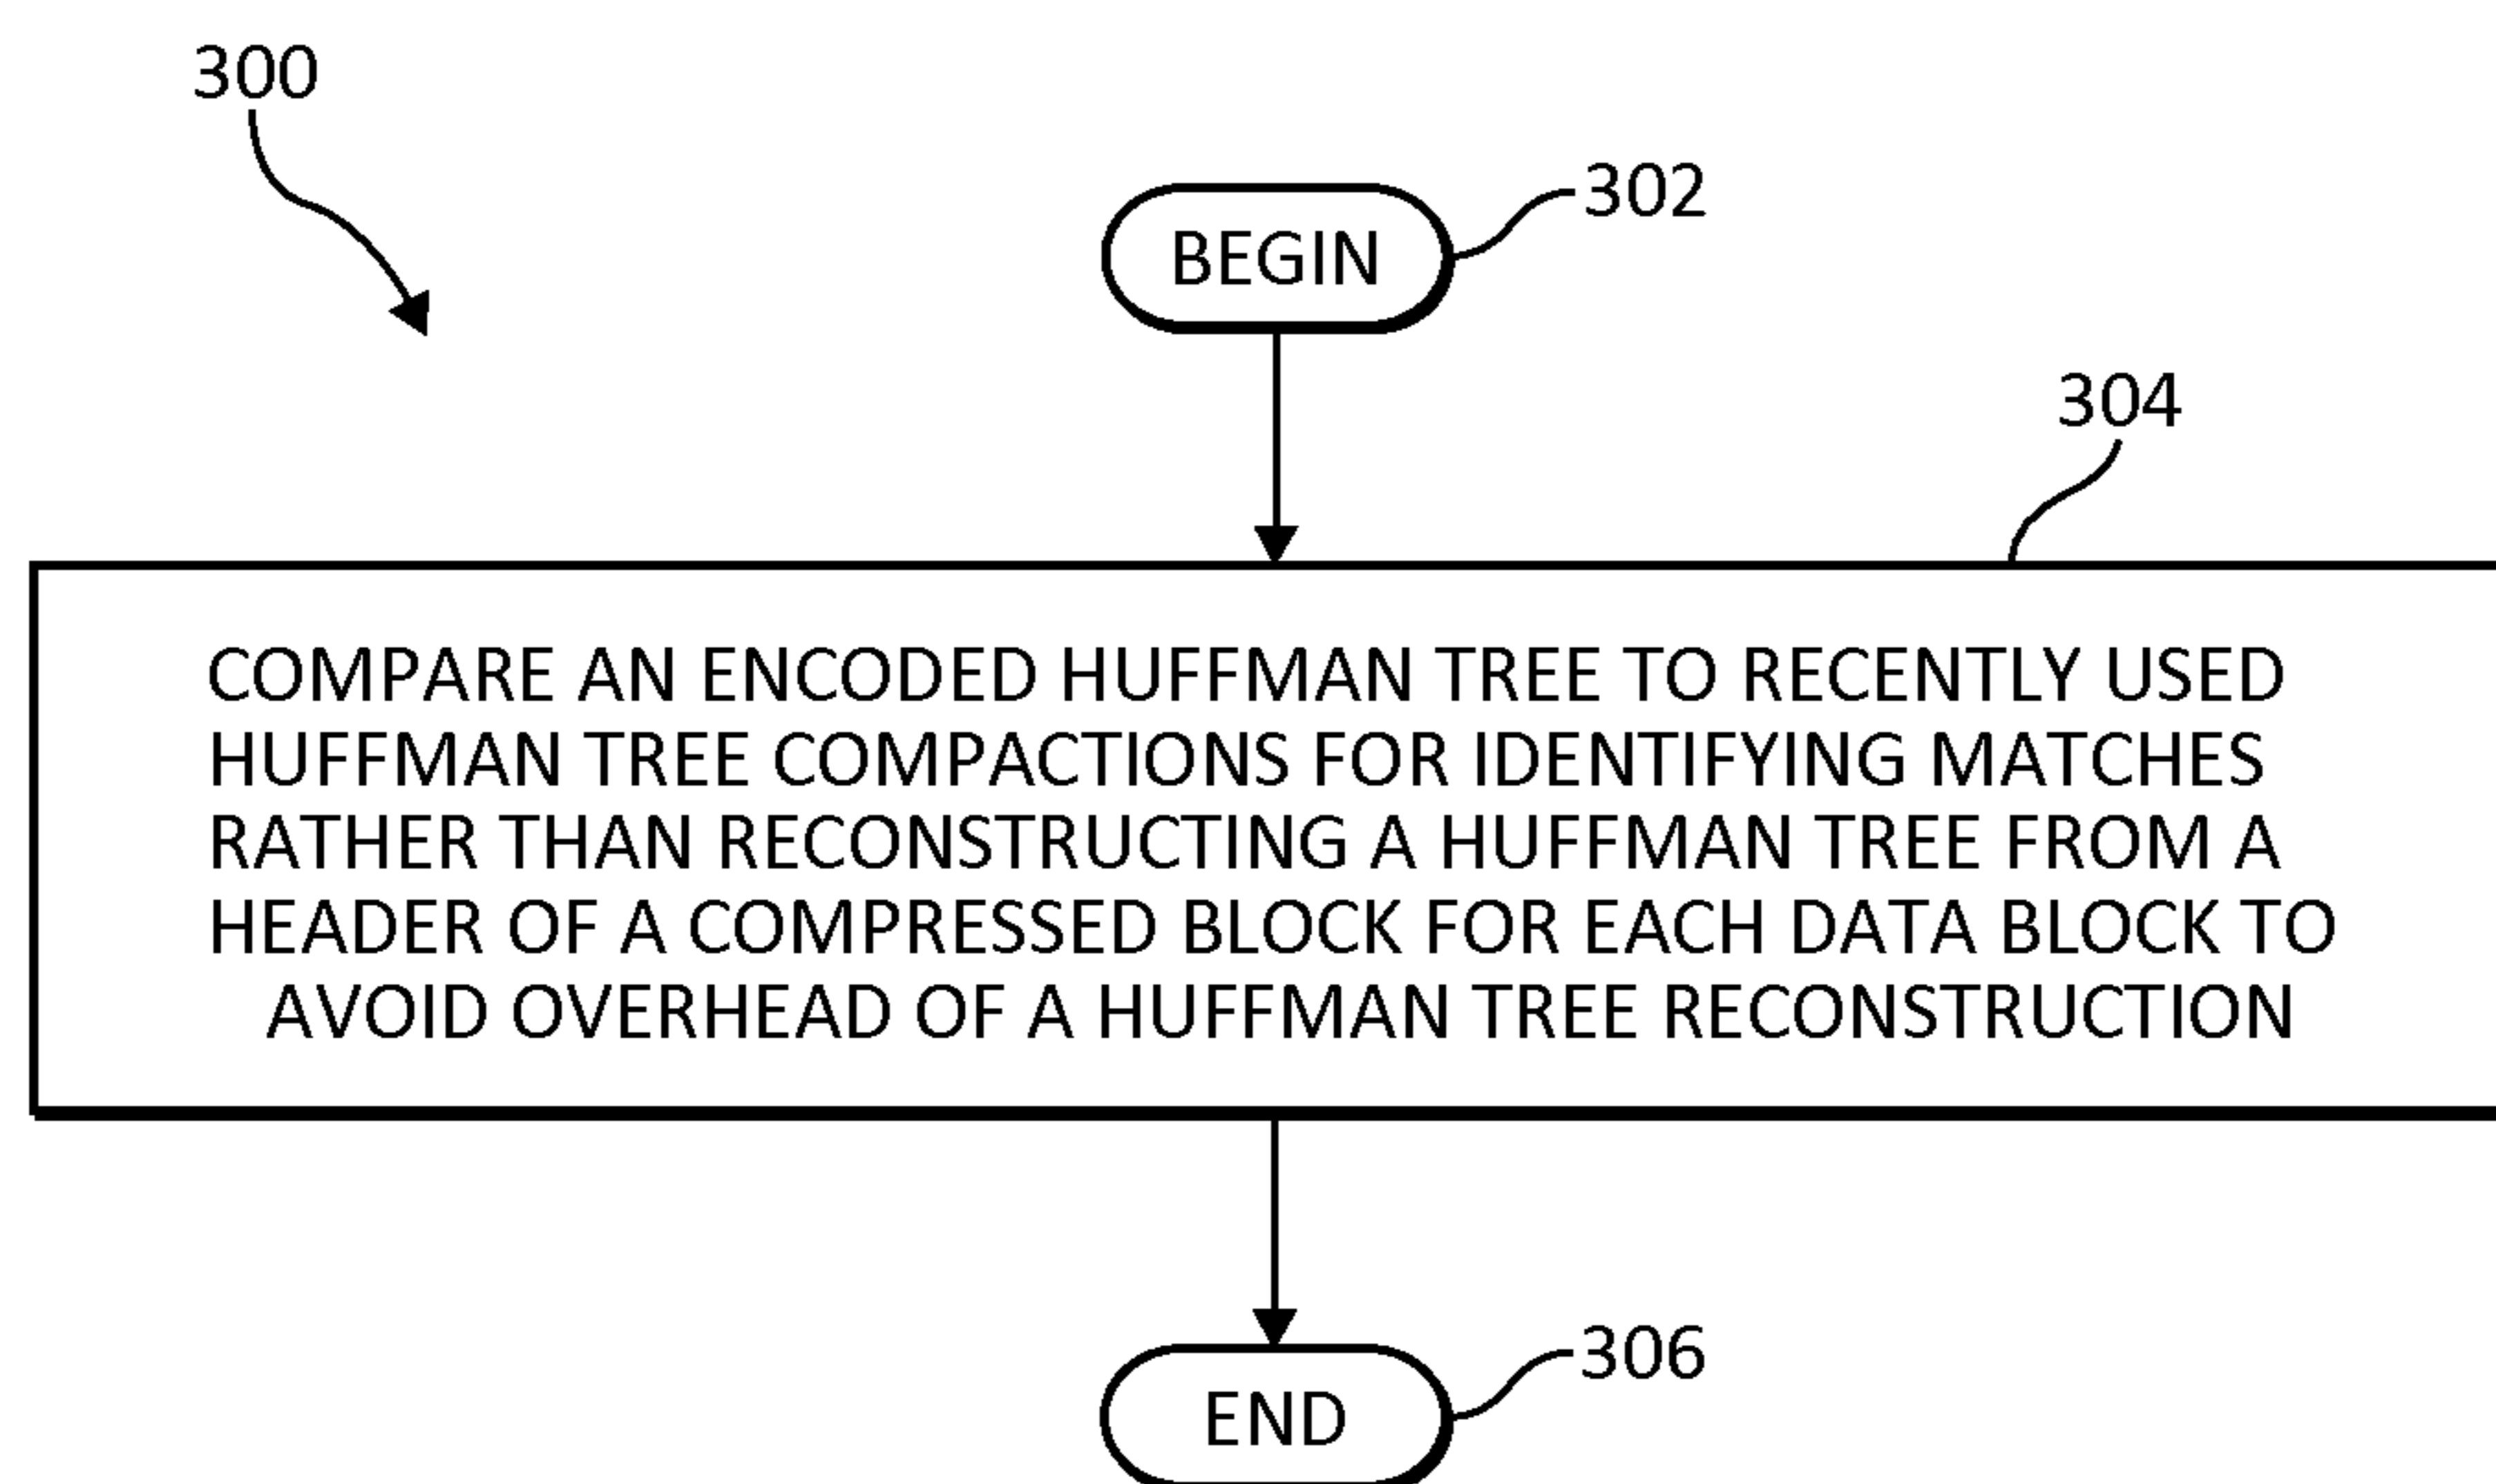 300
302
BEGIN
304
COMPARE AN ENCODED HUFFMAN TREE TO RECENTLY USED
HUFFMAN TREE COMPACTIONS FOR IDENTIFYING MATCHES
RATHER THAN RECONSTRUCTING A HUFFMAN TREE FROM A
HEADER OF A COMPRESSED BLOCK FOR EACH DATA BLOCK TO
AVOID OVERHEAD OF A HUFFMAN TREE RECONSTRUCTION
306
END